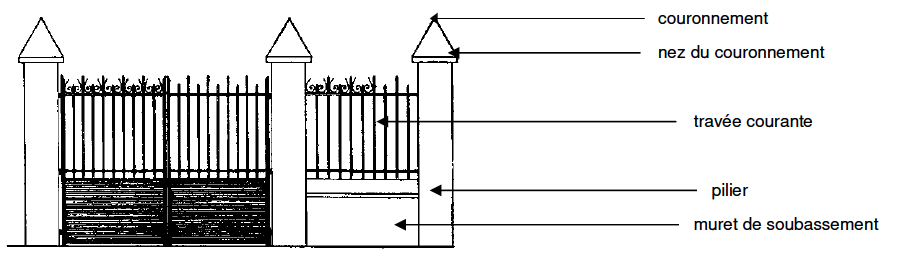 couronnement
nez du couronnement
travée courante
pilier
muret de soubassement